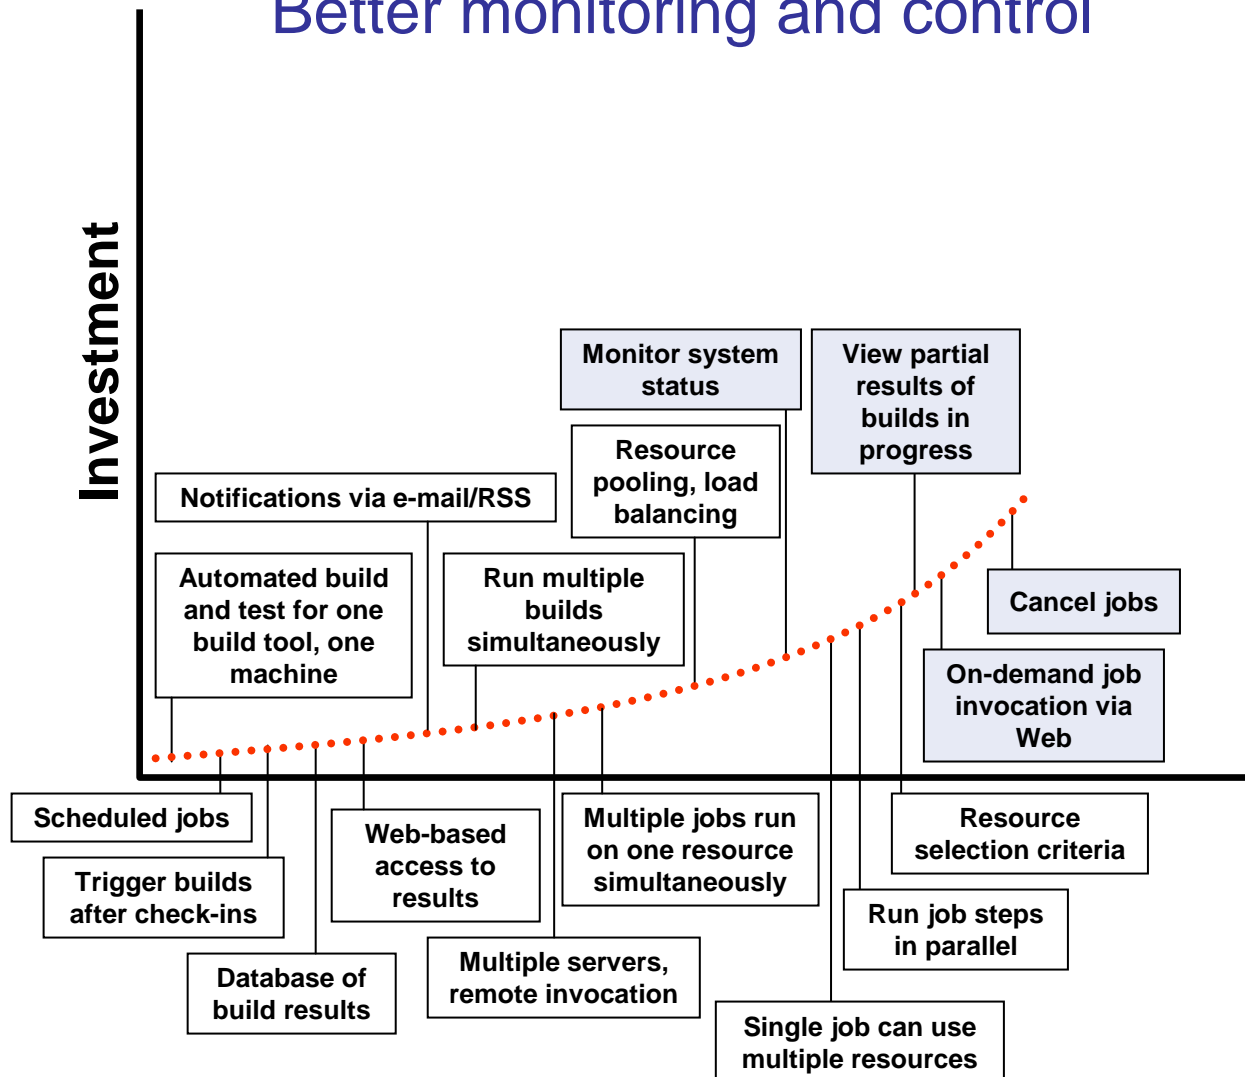 Better monitoring and control
Investment
Monitor system
status
View partial
results of
builds in
progress
Resource
pooling, load
balancing
Notifications via e-mail/RSS
Automated build
and test for one
build tool, one
machine
Run multiple
builds
simultaneously
Cancel jobs
On-demand job
invocation via
Web
Scheduled jobs
Trigger builds
after check-ins
Database of
build results
Web-based
access to
results
Multiple servers,
remote invocation
Multiple jobs run
on one resource
simultaneously
Resource
selection criteria
Run job steps
in parallel
Single job can use
multiple resources